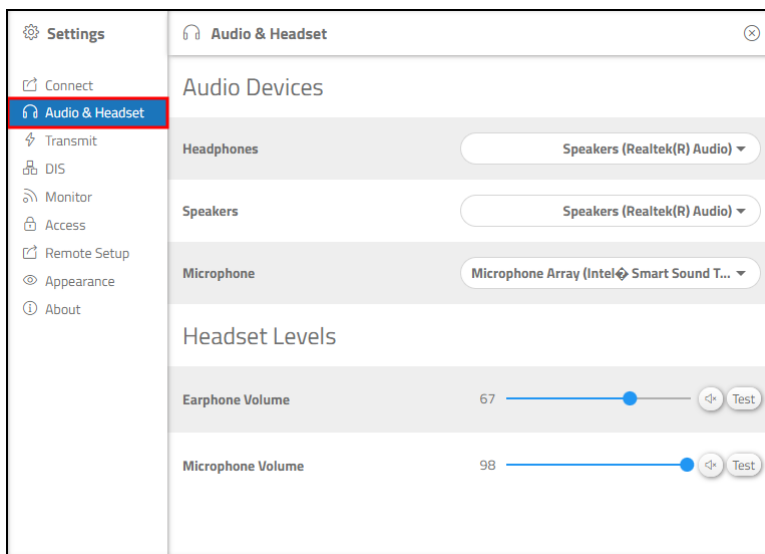 Settings
Connect
Audio & Headset
Transmit
DIS
Monitor
Access
Remote Setup
Appearance
About
Audio & Headset
Audio Devices
Headphones Speakers (Realtek(R) Audio)
Speakers Speakers (Realtek(R) Audio)
Microphone Microphone Array (Intel� Smart Sound T...
Headset Levels
Earphone Volume 67 Test
Microphone Volume 98 Test